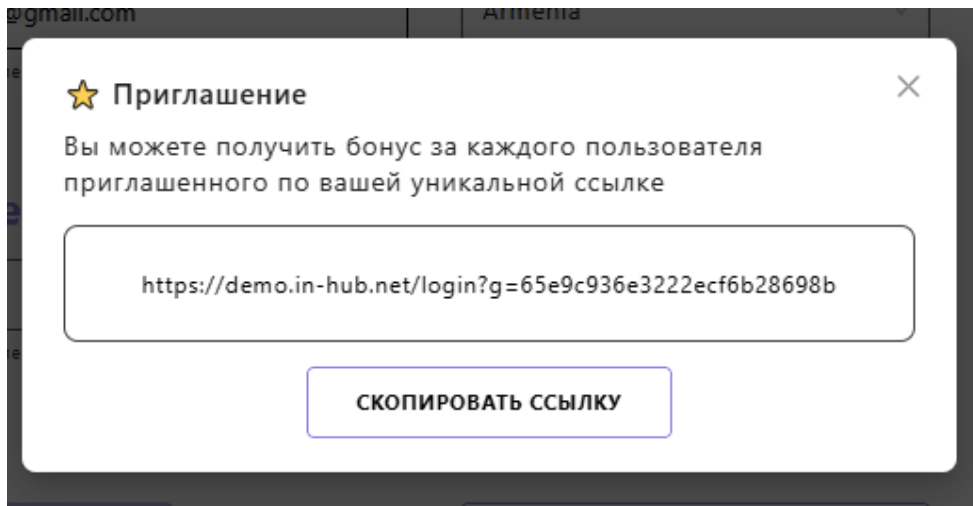 @gmail.com
Armenia
Приглашение
Вы можете получить бонус за каждого пользователя
приглашенного по вашей уникальной ссылке
https://demo.in-hub.net/login?g=65e9c936e3222ecf6b28698b
СКОПИРОВАТЬ ССЫЛКУ